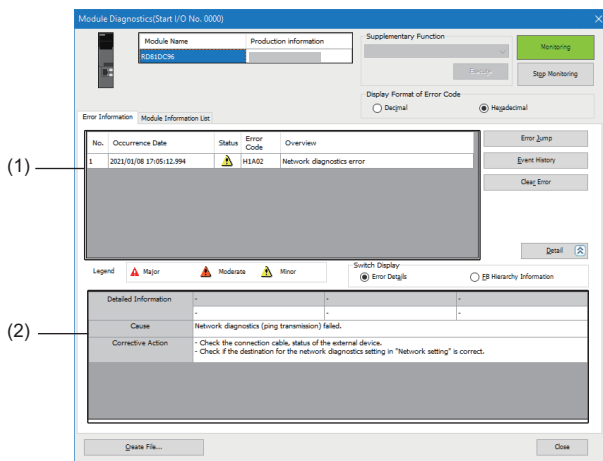 Module Diagnostics(Start I/O No. 0000)
Module Name Production information
RD81DC96
Supplementary Function
Execute
Monitoring
Stop Monitoring
Display Format of Error Code
Decimal Hexadecimal
Error Information Module Information List
No. Occurrence Date Status Error Code Overview
1 2021/01/08 17:05:12.994 H1A02 Network diagnostics error
Error Jump
Event History
Clear Error
Detail
(1)
Legend Major Moderate Minor
Switch Display
Error Details FB Hierarchy Information
Detailed Information - - -
- - -
Cause Network diagnostics (ping transmission) failed.
Corrective Action - Check the connection cable, status of the external device.
- Check if the destination for the network diagnostics setting in "Network setting" is correct.
(2)
Create File... Close